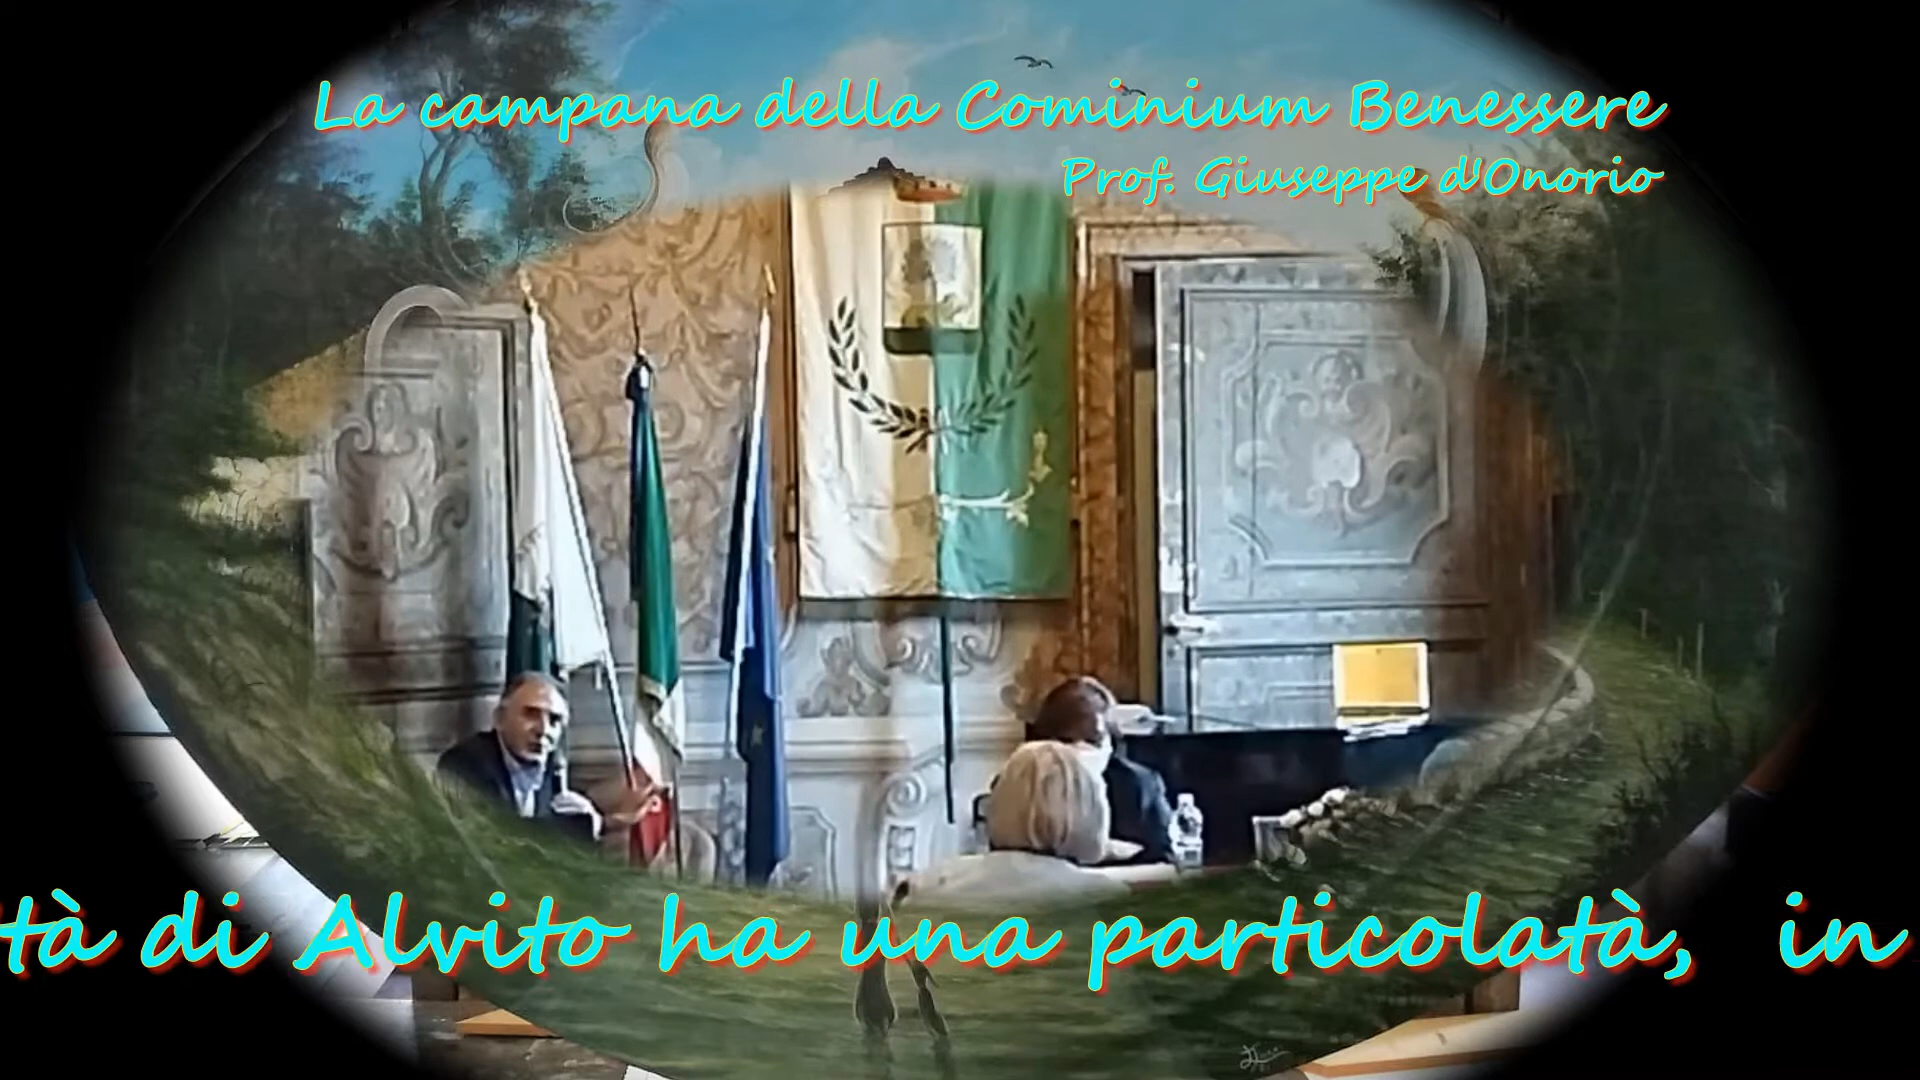 La campana della Cominium Benessere
Prof. Giuseppe d'Onorio
tà di Alvito ha una particolatà, in